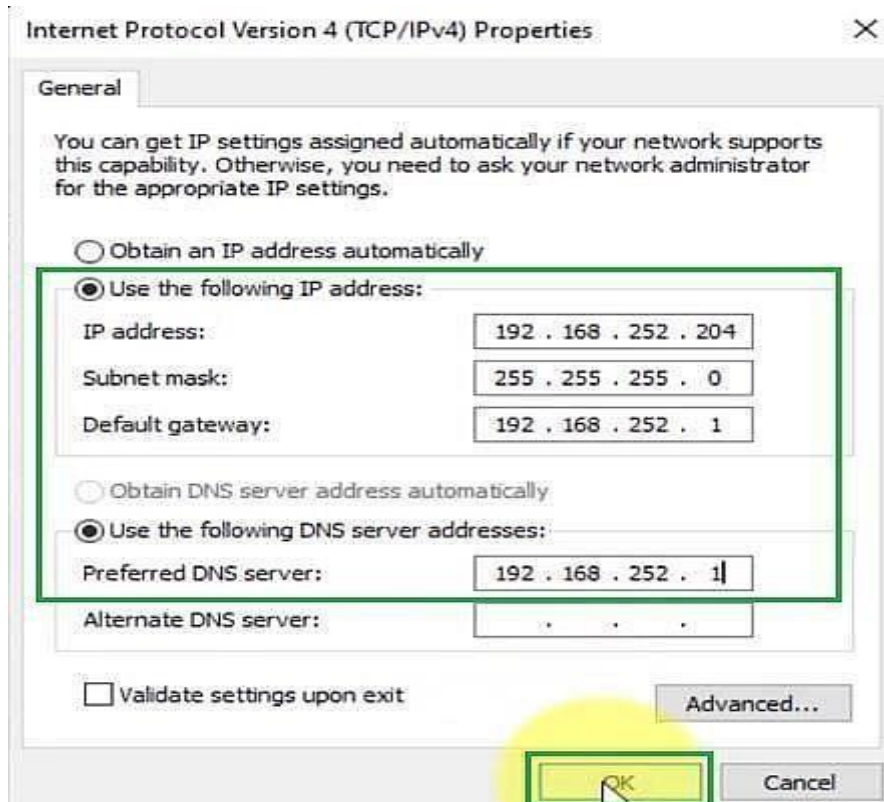 Internet Protocol Version 4 (TCP/IPv4) Properties
General
You can get IP settings assigned automatically if your network supports
this capability. Otherwise, you need to ask your network administrator
for the appropriate IP settings.
Obtain an IP address automatically
Use the following IP address:
IP address: 192 . 168 . 252 . 204
Subnet mask: 255 . 255 . 255 . 0
Default gateway: 192 . 168 . 252 . 1
Obtain DNS server address automatically
Use the following DNS server addresses:
Preferred DNS server: 192 . 168 . 252 . 1
Alternate DNS server: . . .
Validate settings upon exit
Advanced...
OK Cancel